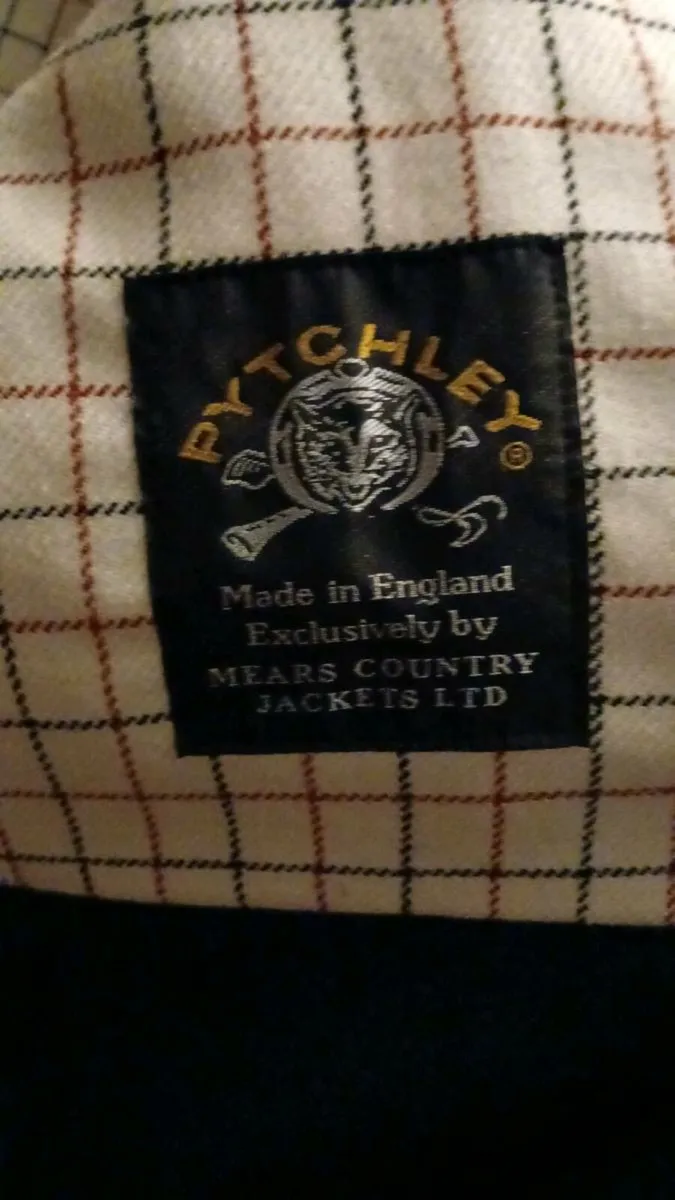 PYTCHLEY®
Made in England
Exclusively by
MEARS COUNTRY
JACKETS LTD